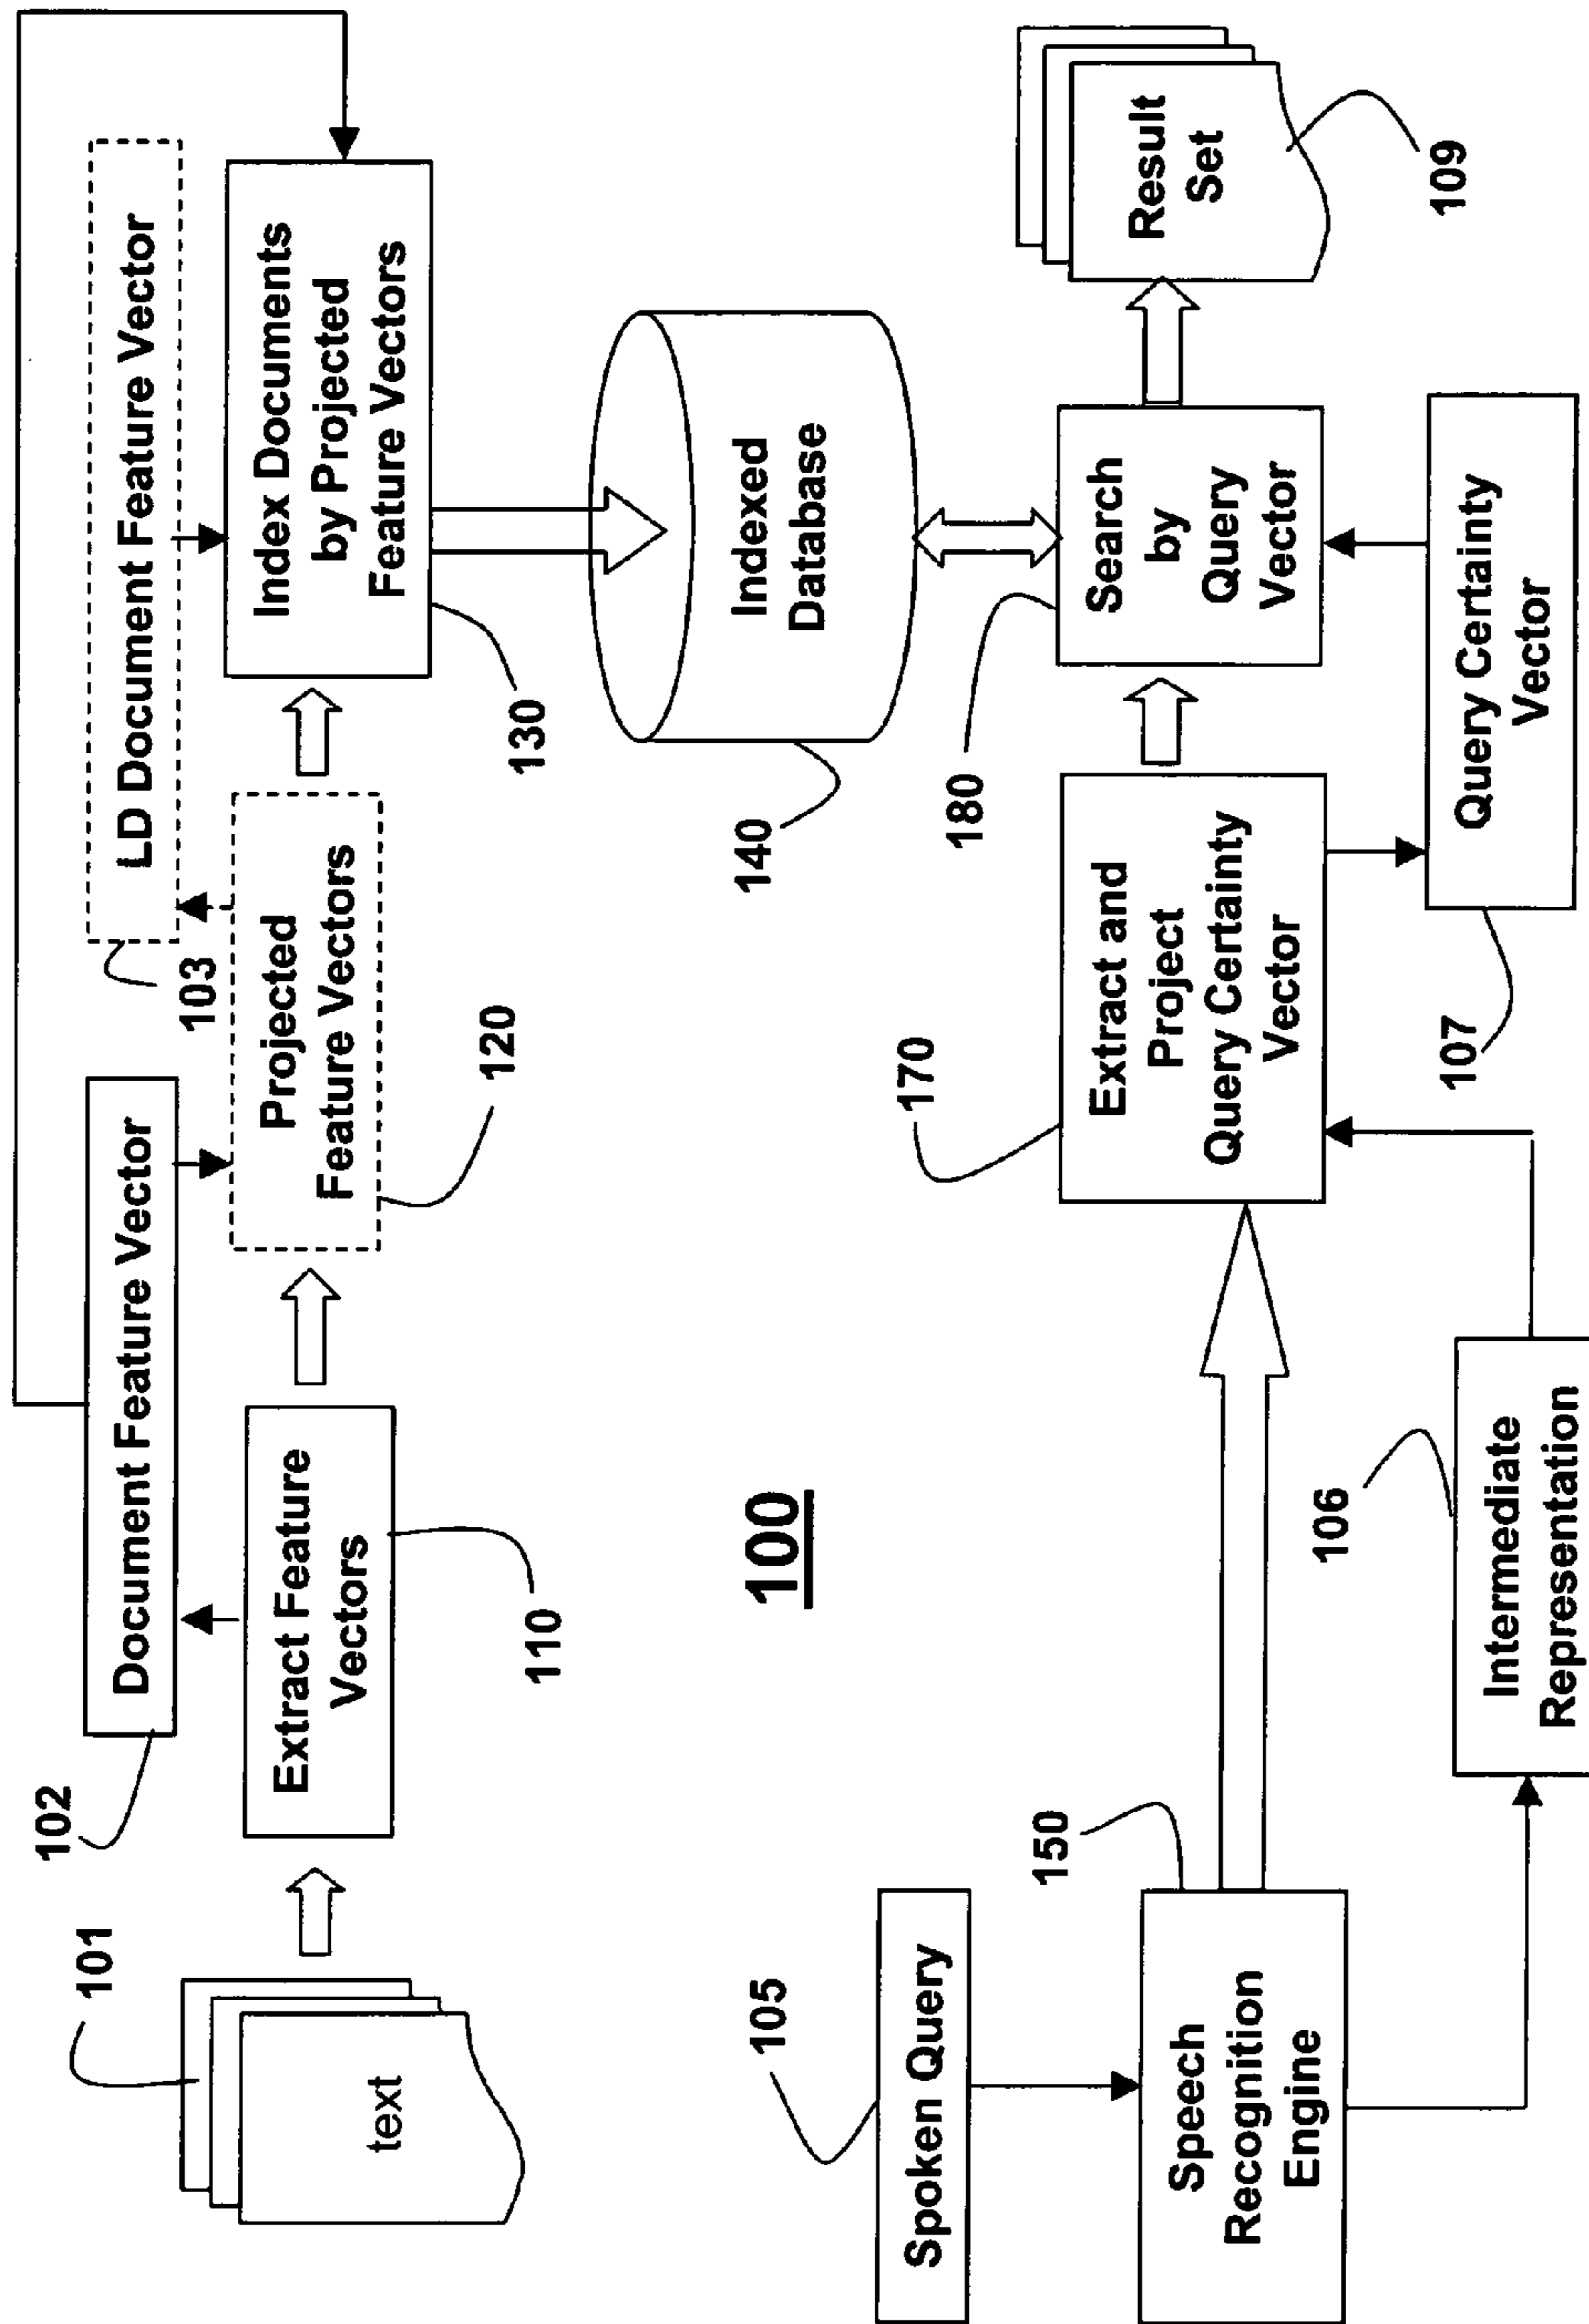 101
text
102
Document Feature Vector
Extract Feature
Vectors
110
103
LD Document Feature Vector
Projected
Feature Vectors
120
Index Documents
by Projected
Feature Vectors
130
Indexed
Database
140
100
105
Spoken Query
150
Speech
Recognition
Engine
106
Intermediate
Representation
170
Extract and
Project
Query Certainty
Vector
107
Query Certainty
Vector
180
Search
by
Query
Vector
Result
Set
109